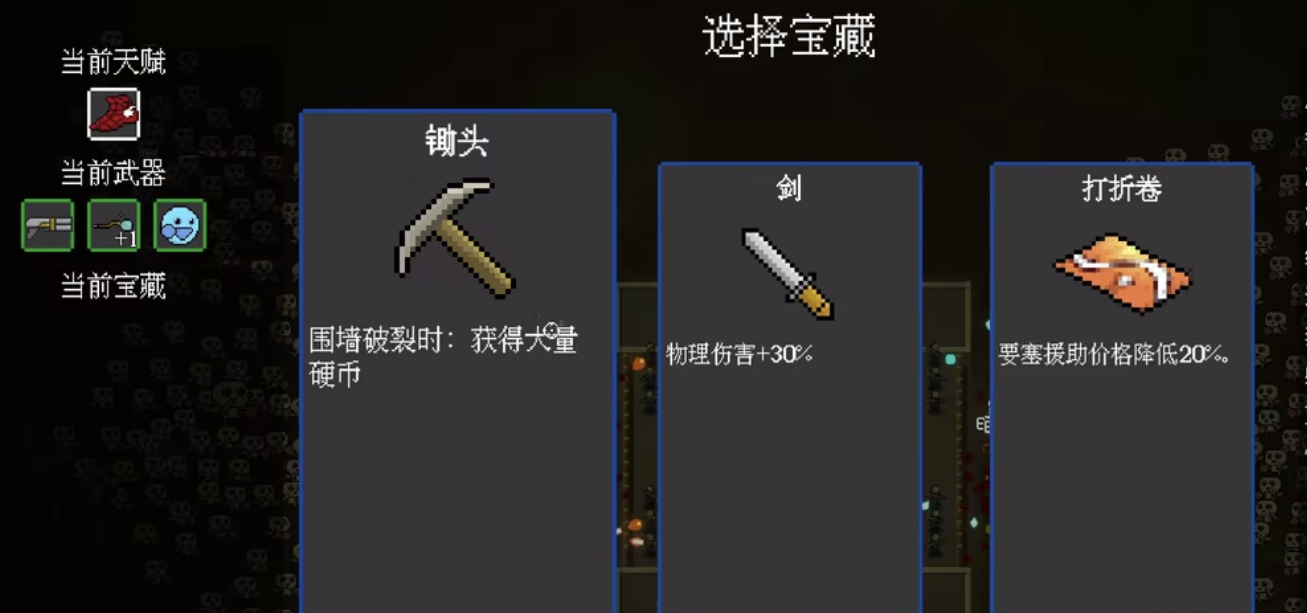 选择宝藏
当前天赋
当前武器
+1
当前宝藏
锄头
围墙破裂时：获得大量
硬币
剑
物理伤害+30%
打折卷
要塞援助价格降低20%。